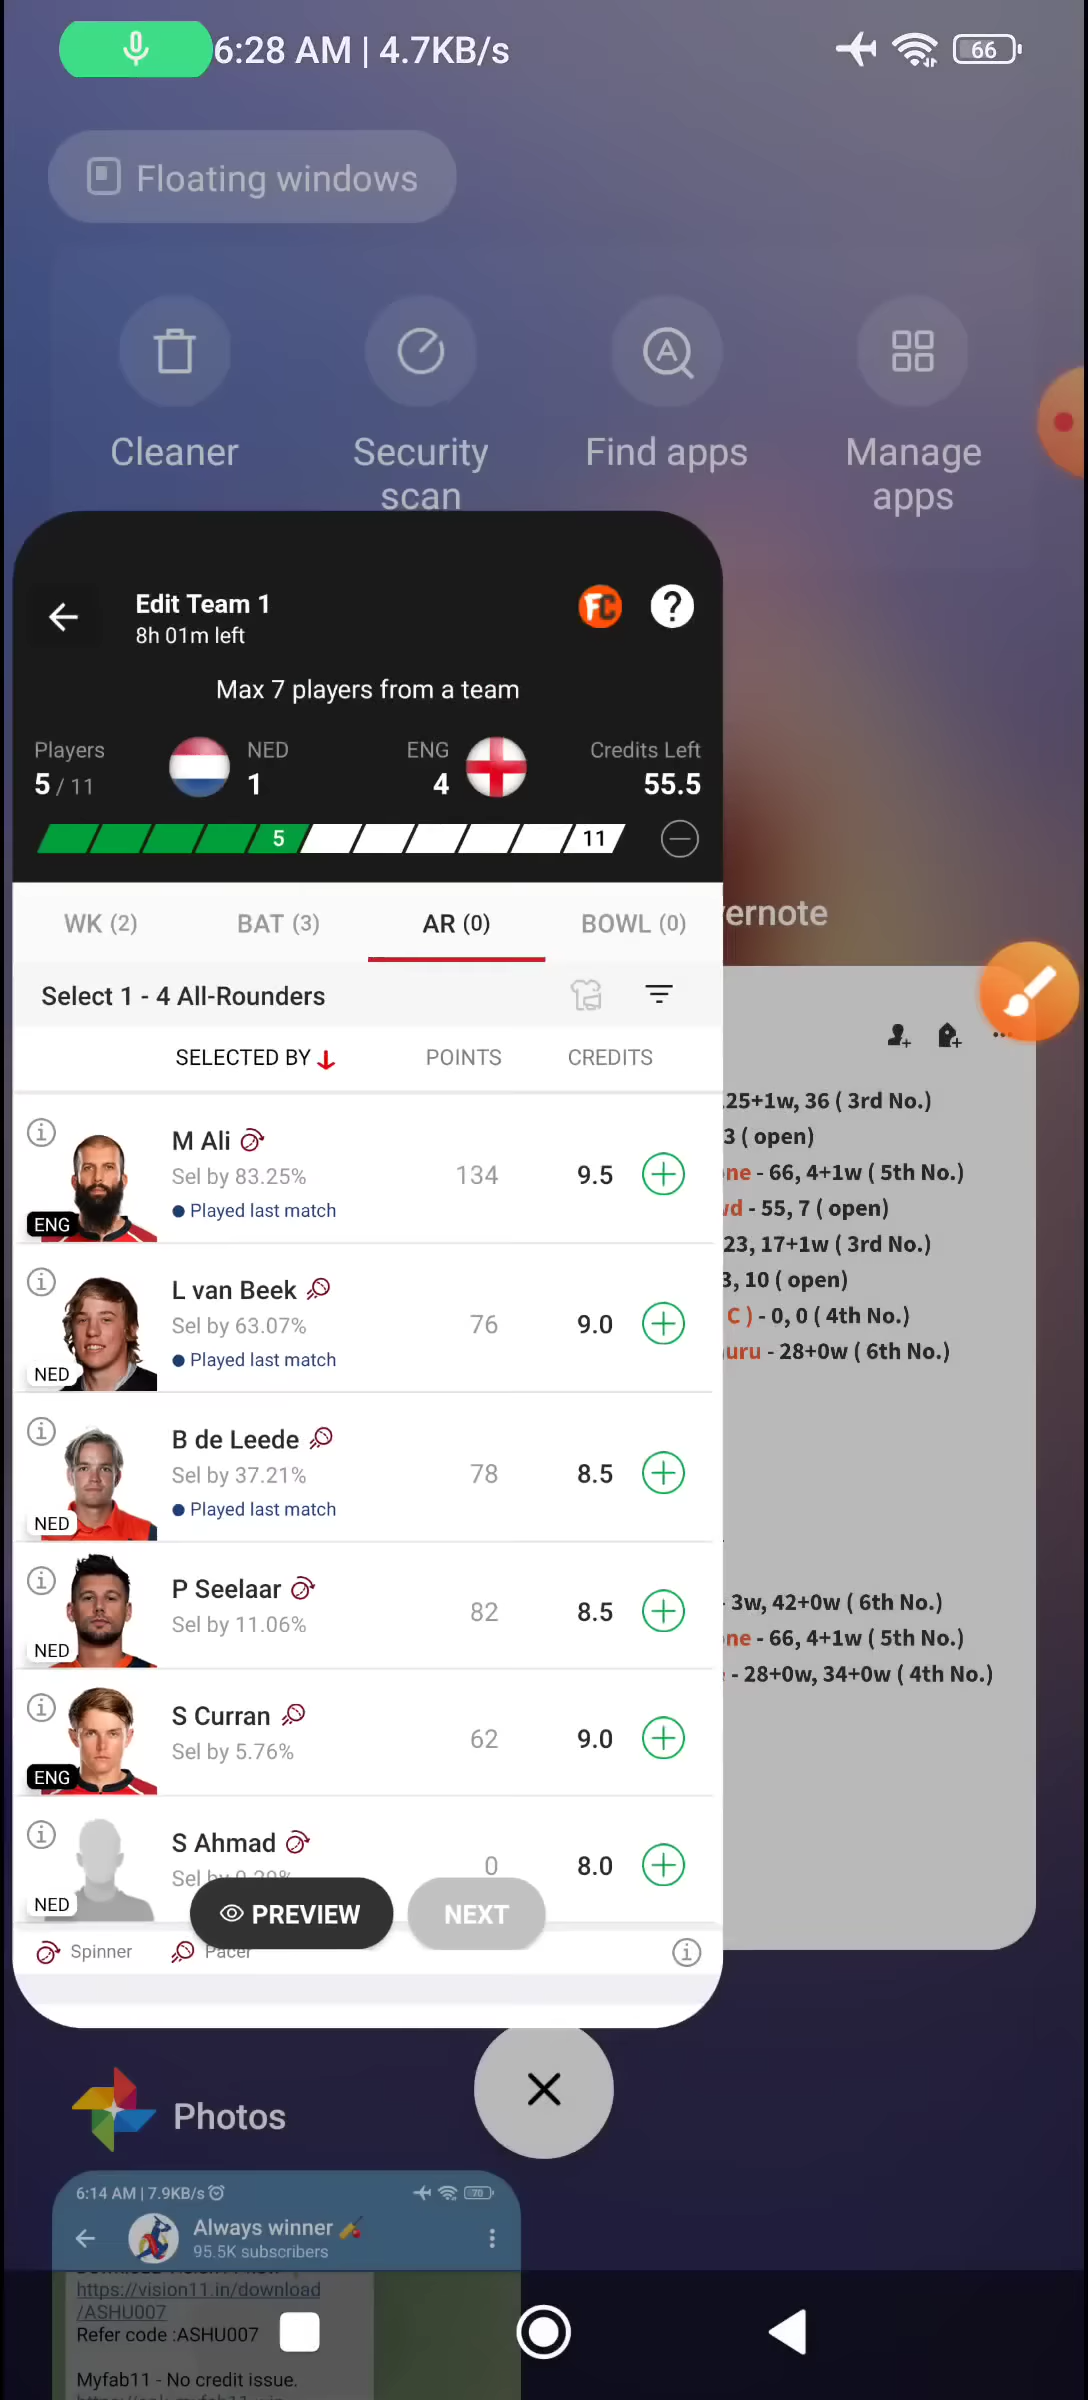 6:28 AM | 4.7KB/s
66
Floating windows
Cleaner
Security scan
Find apps
Manage apps
Edit Team 1
8h 01m left
FC
?
Max 7 players from a team
Players
5 / 11
NED
1
ENG
4
Credits Left
55.5
5
11
WK (2)
BAT (3)
AR (0)
BOWL (0)
Select 1 - 4 All-Rounders
SELECTED BY
POINTS
CREDITS
M Ali
Sel by 83.25%
134
9.5
Played last match
ENG
L van Beek
Sel by 63.07%
76
9.0
Played last match
NED
B de Leede
Sel by 37.21%
78
8.5
Played last match
NED
P Seelaar
Sel by 11.06%
82
8.5
NED
S Curran
Sel by 5.76%
62
9.0
ENG
S Ahmad
Sel by 0.29%
0
8.0
NED
PREVIEW
NEXT
Spinner
Pacer
ernote
25+1w, 36 ( 3rd No.)
3 ( open)
ne - 66, 4+1w ( 5th No.)
d - 55, 7 ( open)
23, 17+1w ( 3rd No.)
3, 10 ( open)
C ) - 0, 0 ( 4th No.)
uru - 28+0w ( 6th No.)
3w, 42+0w ( 6th No.)
ne - 66, 4+1w ( 5th No.)
- 28+0w, 34+0w ( 4th No.)
Photos
6:14 AM | 7.9KB/s
70
Always winner
95.5K subscribers
https://vision11.in/download
/ASHU007
Refer code :ASHU007
Myfab11 - No credit issue.